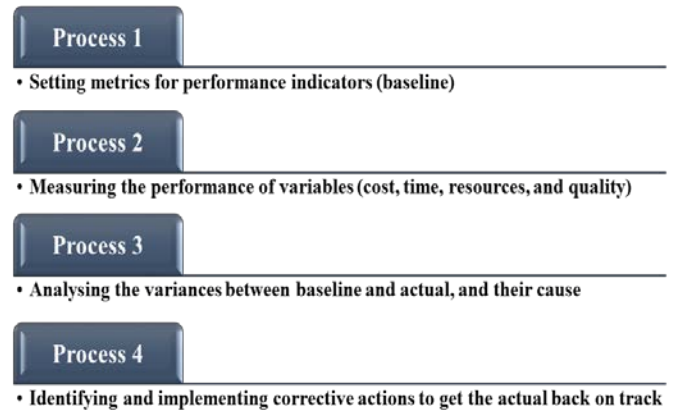 Process 1
• Setting metrics for performance indicators (baseline)
Process 2
• Measuring the performance of variables (cost, time, resources, and quality)
Process 3
• Analysing the variances between baseline and actual, and their cause
Process 4
• Identifying and implementing corrective actions to get the actual back on track